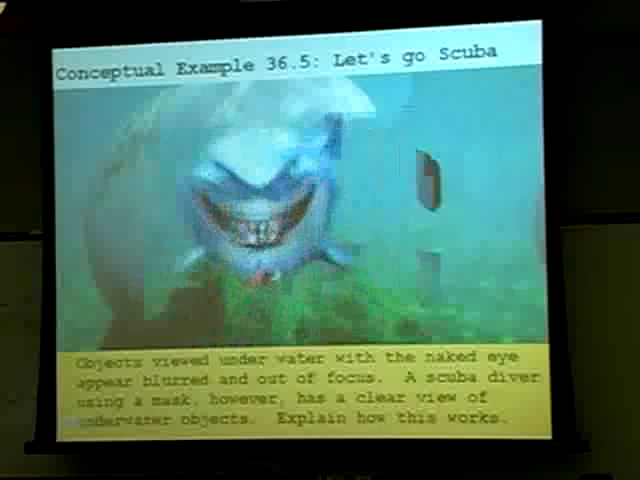 Conceptual Example 36.5: Let's go Scuba
Objects viewed under water with the naked eye
appear blurred and out of focus. A scuba diver
using a mask, however, has a clear view of
underwater objects. Explain how this works.